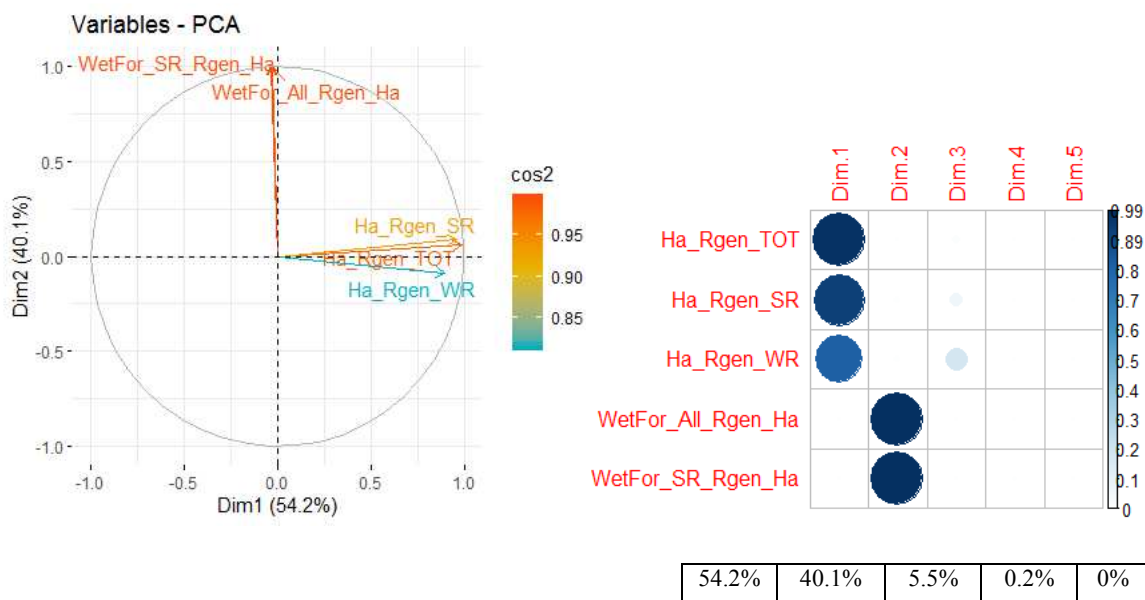 Variables - PCA
WetFor_SR_Rgen_Ha
WetFor_All_Rgen_Ha
Ha_Rgen_SR
Ha_Rgen_TOT
Ha_Rgen_WR
1.0
0.5
0.0
-0.5
-1.0
Dim2 (40.1%)
-1.0 -0.5 0.0 0.5 1.0
Dim1 (54.2%)
cos2
0.95
0.90
0.85
Dim.1 Dim.2 Dim.3 Dim.4 Dim.5
Ha_Rgen_TOT
Ha_Rgen_SR
Ha_Rgen_WR
WetFor_All_Rgen_Ha
WetFor_SR_Rgen_Ha
0.99
0.89
0.8
0.7
0.6
0.5
0.4
0.3
0.2
0.1
0
54.2% 40.1% 5.5% 0.2% 0%